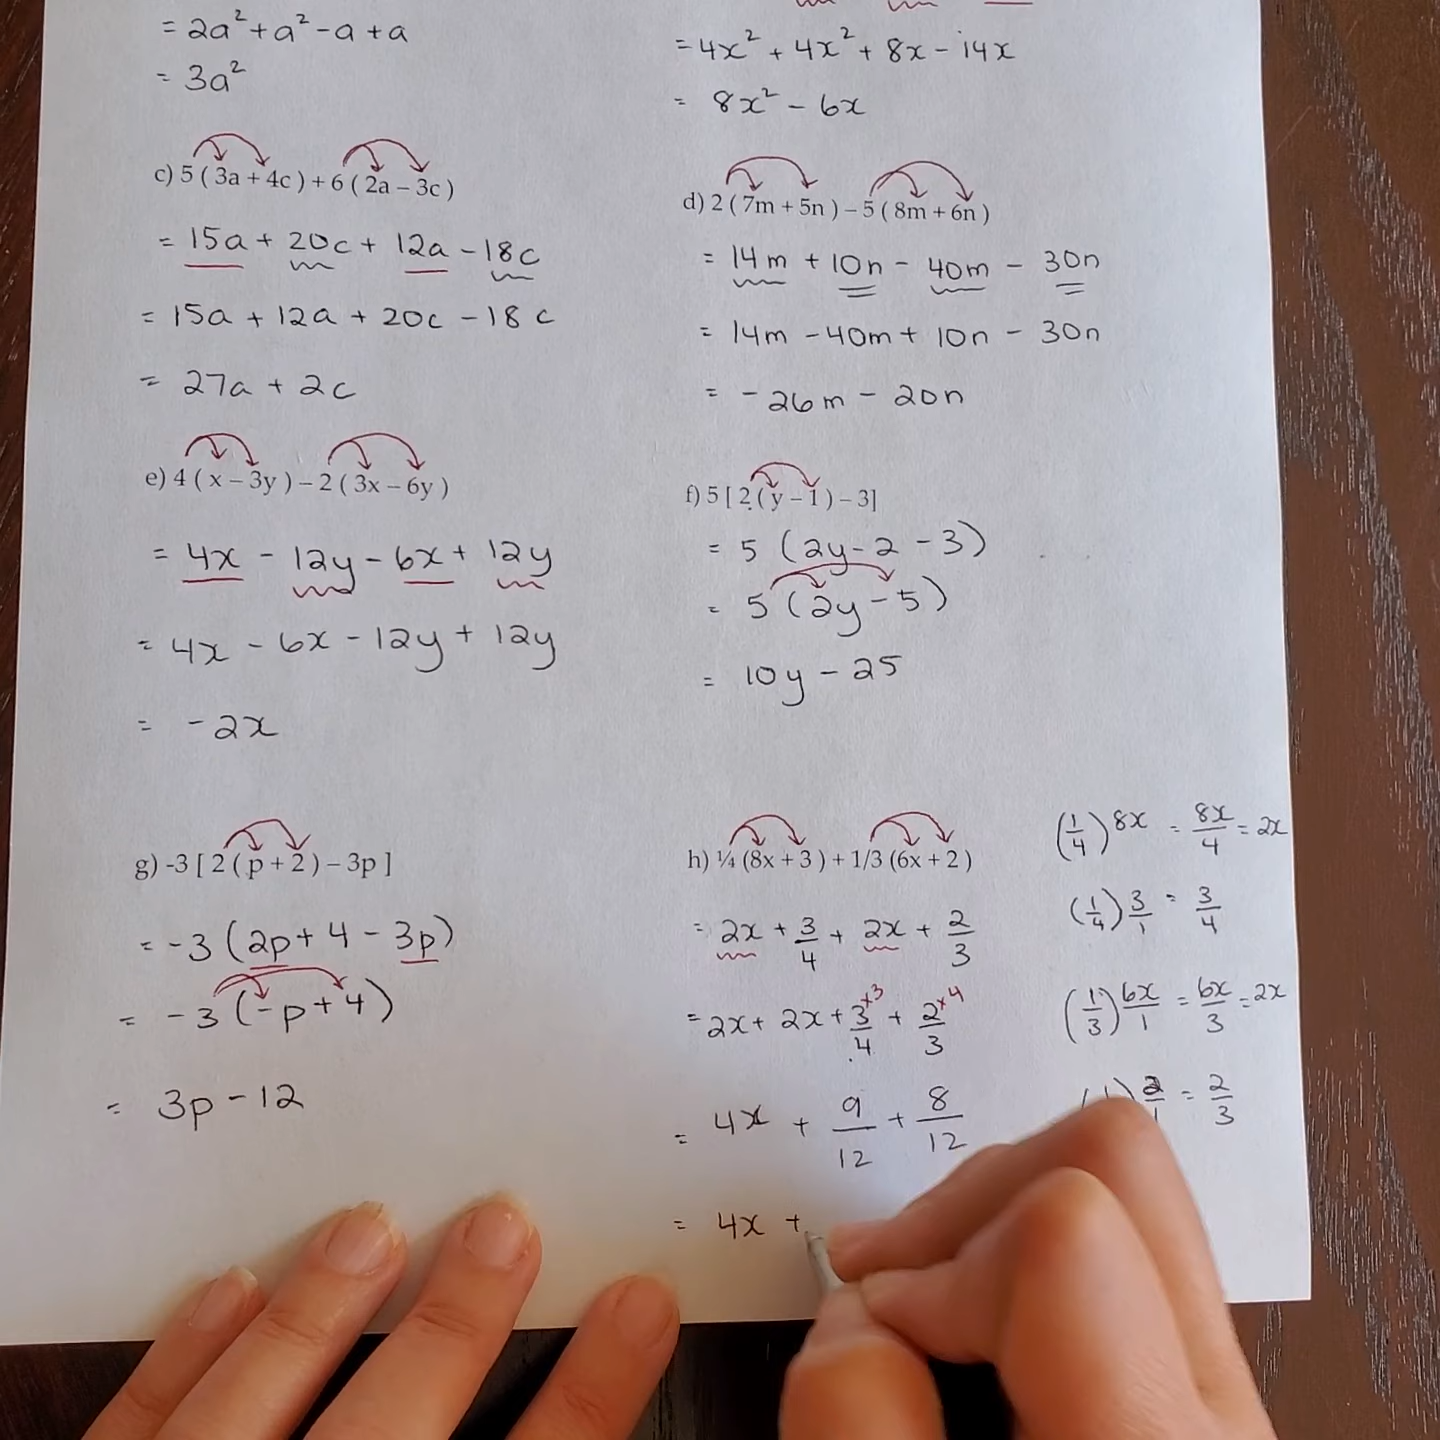 = 2a² + a² - a + a
= 3a²
= 4x² + 4x² + 8x - 14x
= 8x² - 6x
c) 5 ( 3a + 4c ) + 6 ( 2a – 3c )
= 15a + 20c + 12a - 18c
= 15a + 12a + 20c - 18c
= 27a + 2c
d) 2 ( 7m + 5n ) – 5 ( 8m + 6n )
= 14m + 10n - 40m - 30n
= 14m - 40m + 10n - 30n
= -26m - 20n
e) 4 ( x – 3y ) – 2 ( 3x – 6y )
= 4x - 12y - 6x + 12y
= 4x - 6x - 12y + 12y
= -2x
f) 5 [ 2 ( y – 1 ) – 3]
= 5 (2y - 2 - 3)
= 5 (2y - 5)
= 10y - 25
g) -3 [ 2 ( p + 2 ) – 3p ]
= -3 (2p + 4 - 3p)
= -3 (-p + 4)
= 3p - 12
h) ¼ (8x + 3 ) + 1/3 (6x + 2 )
= 2x + 3/4 + 2x + 2/3
= 2x + 2x + 3×3/4 + 2×4/3
= 4x + 9/12 + 8/12
= 4x +
(1/4) 8x = 8x/4 = 2x
(1/4) 3/1 = 3/4
(1/3) 6x/1 = 6x/3 = 2x
2/1 = 2/3